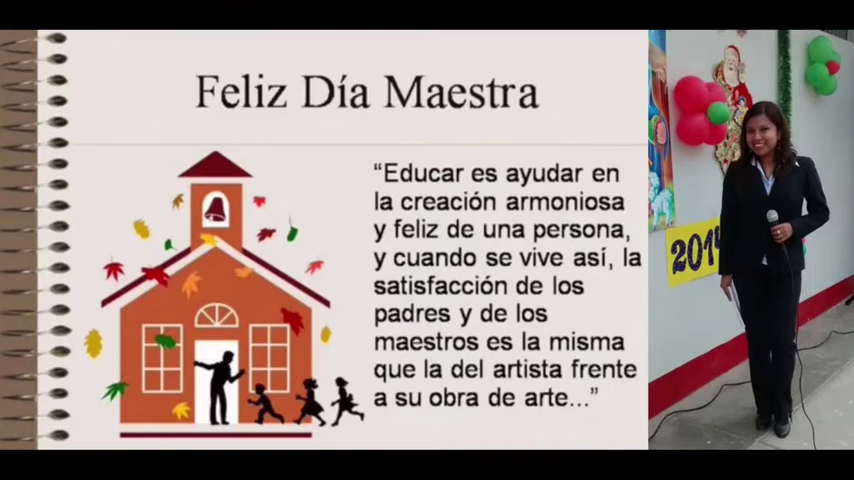 Feliz Día Maestra
“Educar es ayudar en
la creación armoniosa
y feliz de una persona,
y cuando se vive así, la
satisfacción de los
padres y de los
maestros es la misma
que la del artista frente
a su obra de arte...”